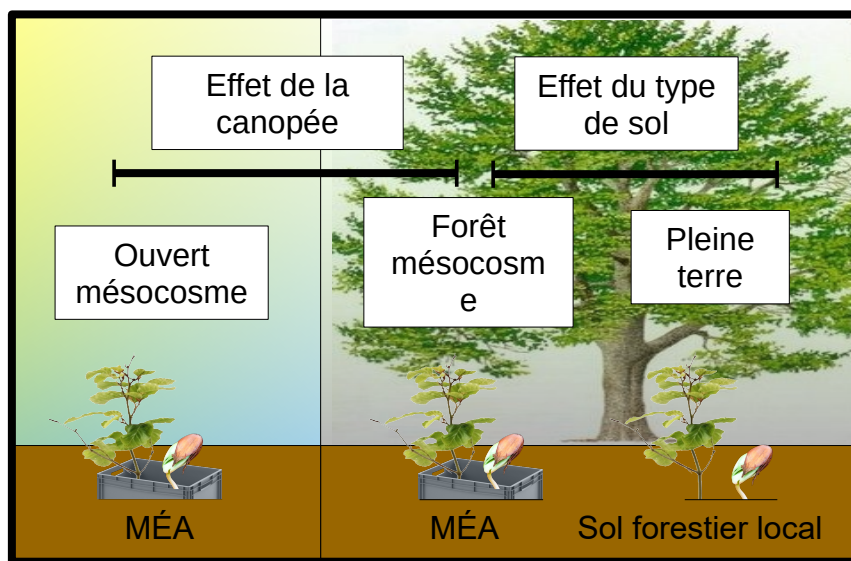 Effet de la
canopée
Effet du type
de sol
Ouvert
mésocosme
Forêt
mésocosm
e
Pleine
terre
MÉA
MÉA
Sol forestier local